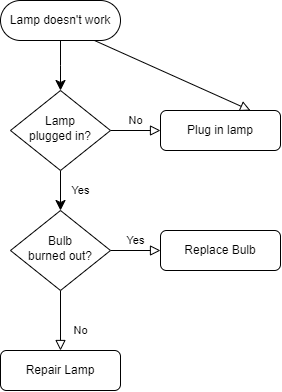 Lamp doesn't work
Lamp
plugged in?
No
Plug in lamp
Yes
Bulb
burned out?
Yes
Replace Bulb
No
Repair Lamp